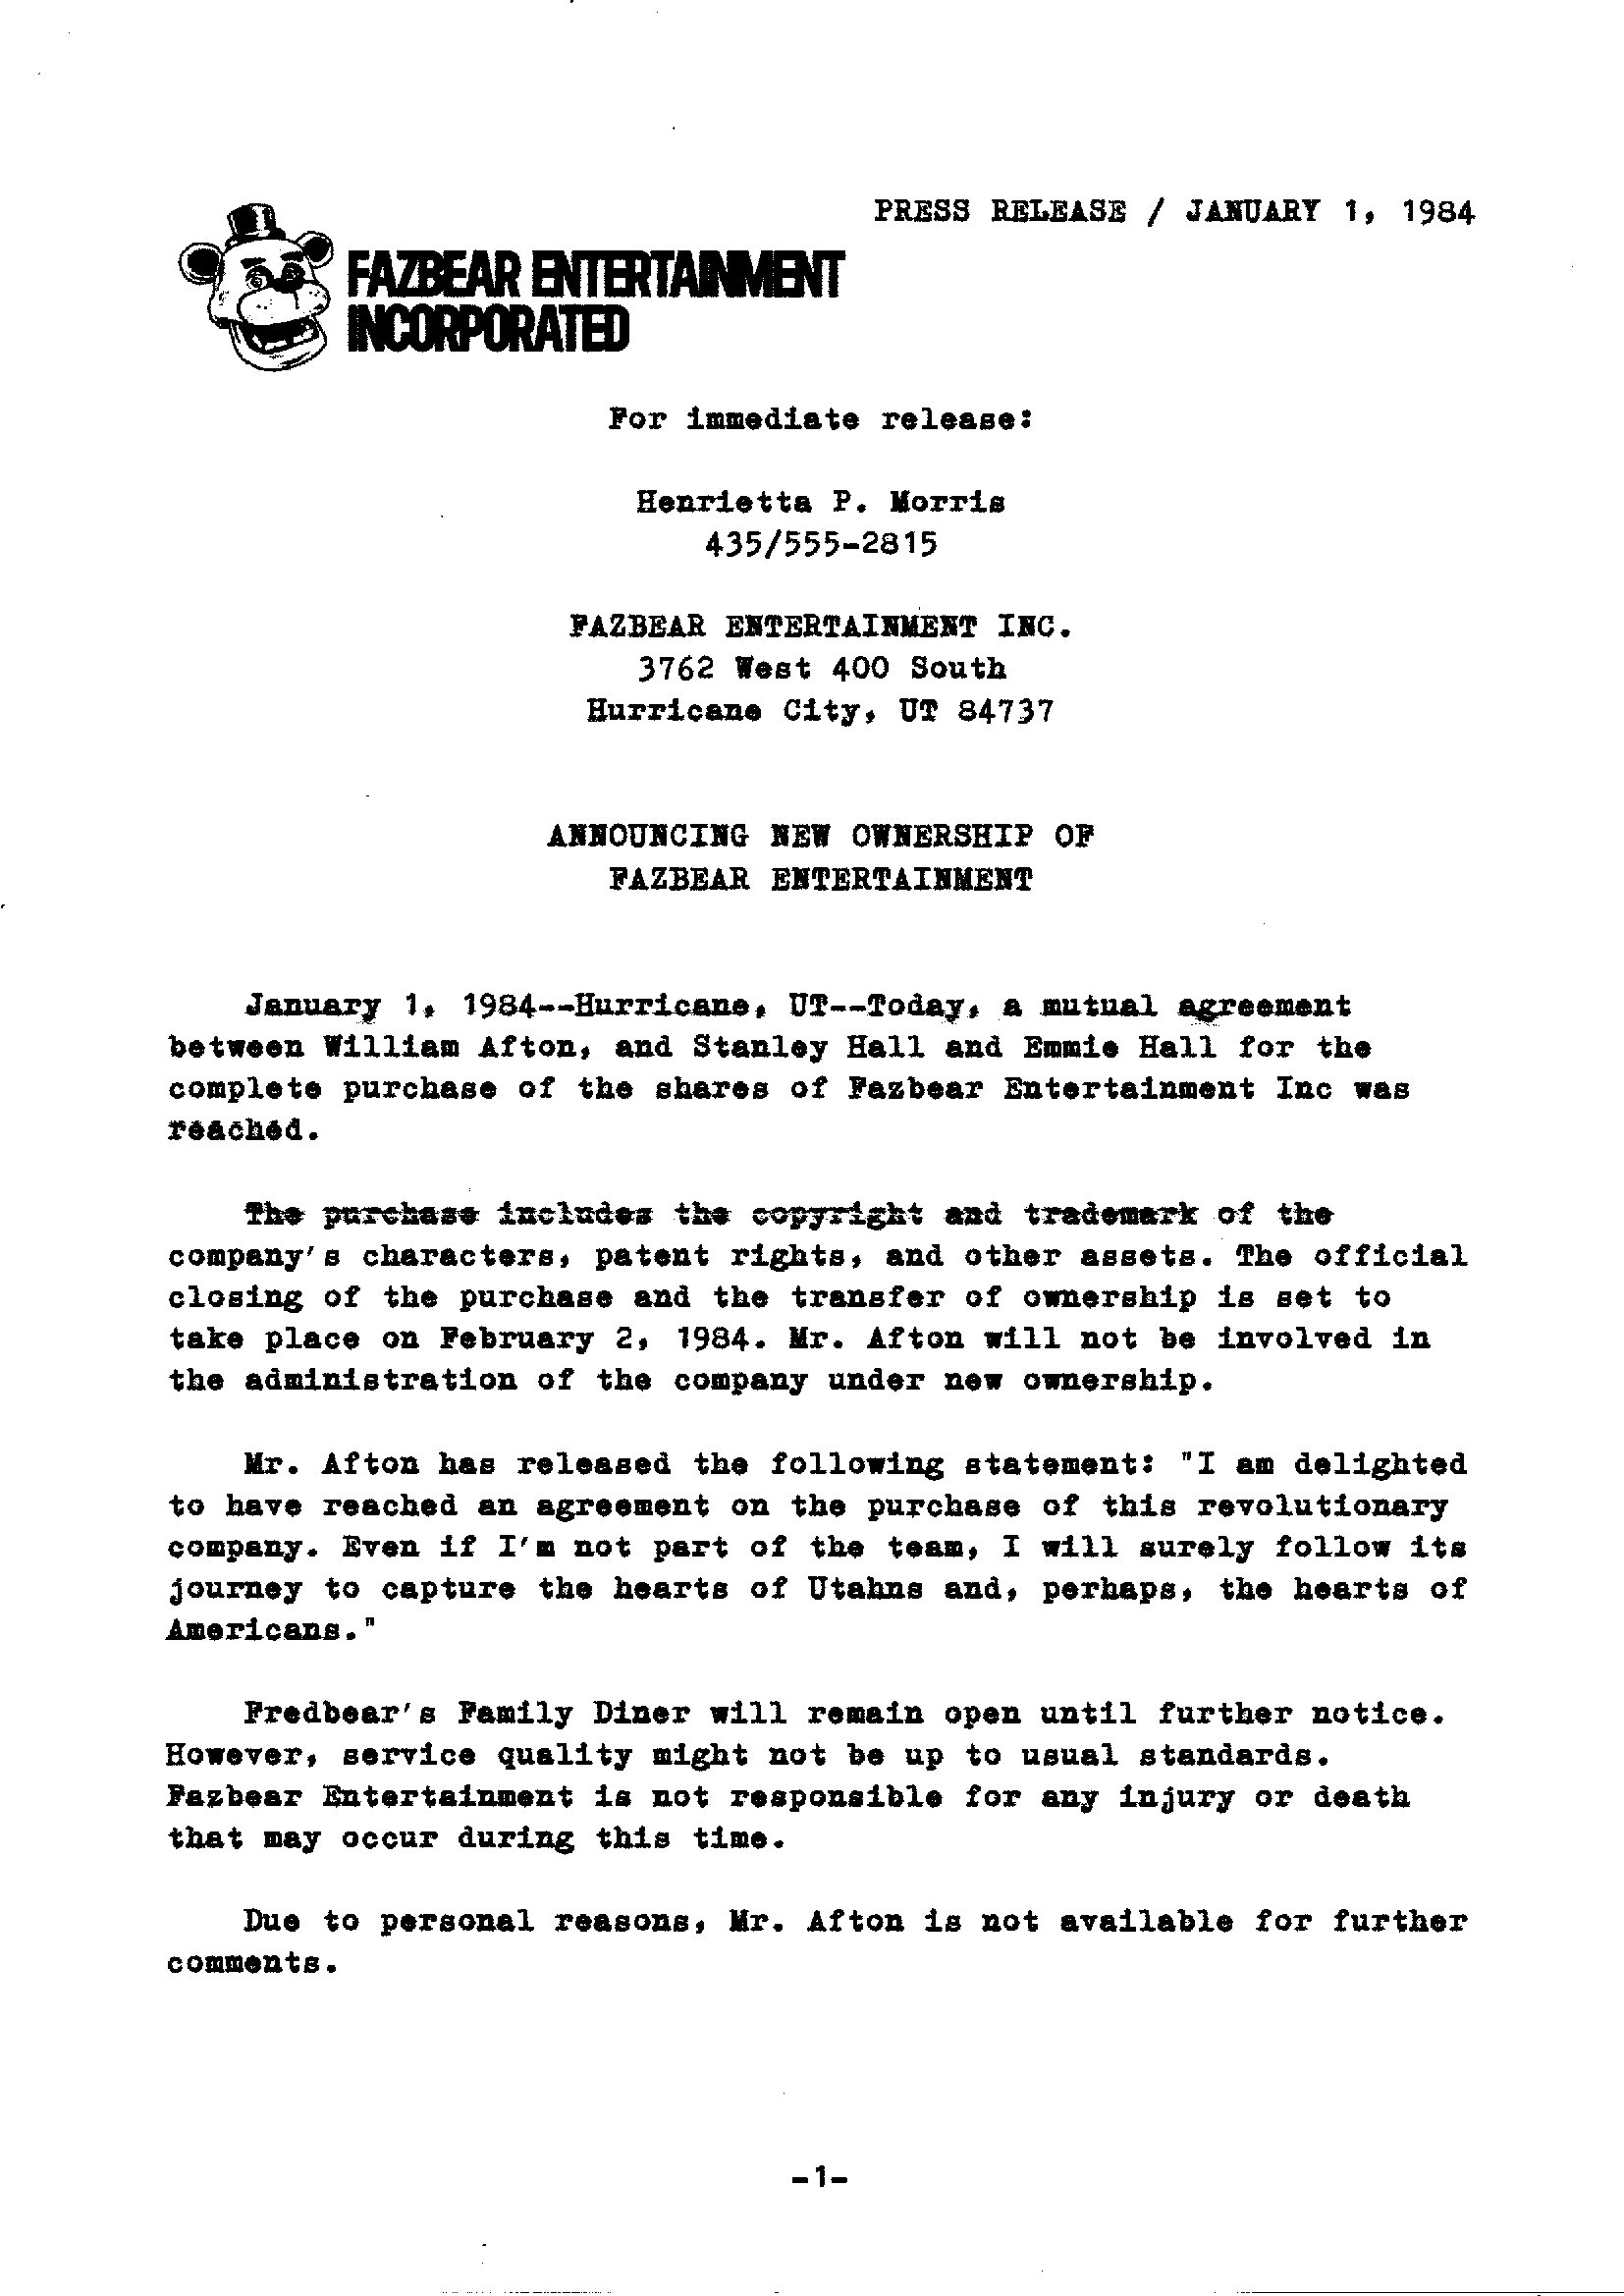 PRESS RELEASE / JANUARY 1, 1984
FAZBEAR ENTERTAINMENT
INCORPORATED
For immediate release:
Henrietta P. Morris
435/555-2815
FAZBEAR ENTERTAINMENT INC.
3762 West 400 South
Hurricane City, UT 84737
ANNOUNCING NEW OWNERSHIP OF
FAZBEAR ENTERTAINMENT
January 1, 1984--Hurricane, UT--Today, a mutual agreement
between William Afton, and Stanley Hall and Emmie Hall for the
complete purchase of the shares of Fazbear Entertainment Inc was
reached.
The purchase includes the copyright and trademark of the
company's characters, patent rights, and other assets. The official
closing of the purchase and the transfer of ownership is set to
take place on February 2, 1984. Mr. Afton will not be involved in
the administration of the company under new ownership.
Mr. Afton has released the following statement: "I am delighted
to have reached an agreement on the purchase of this revolutionary
company. Even if I'm not part of the team, I will surely follow its
journey to capture the hearts of Utahns and, perhaps, the hearts of
Americans."
Fredbear's Family Diner will remain open until further notice.
However, service quality might not be up to usual standards.
Fazbear Entertainment is not responsible for any injury or death
that may occur during this time.
Due to personal reasons, Mr. Afton is not available for further
comments.
-1-